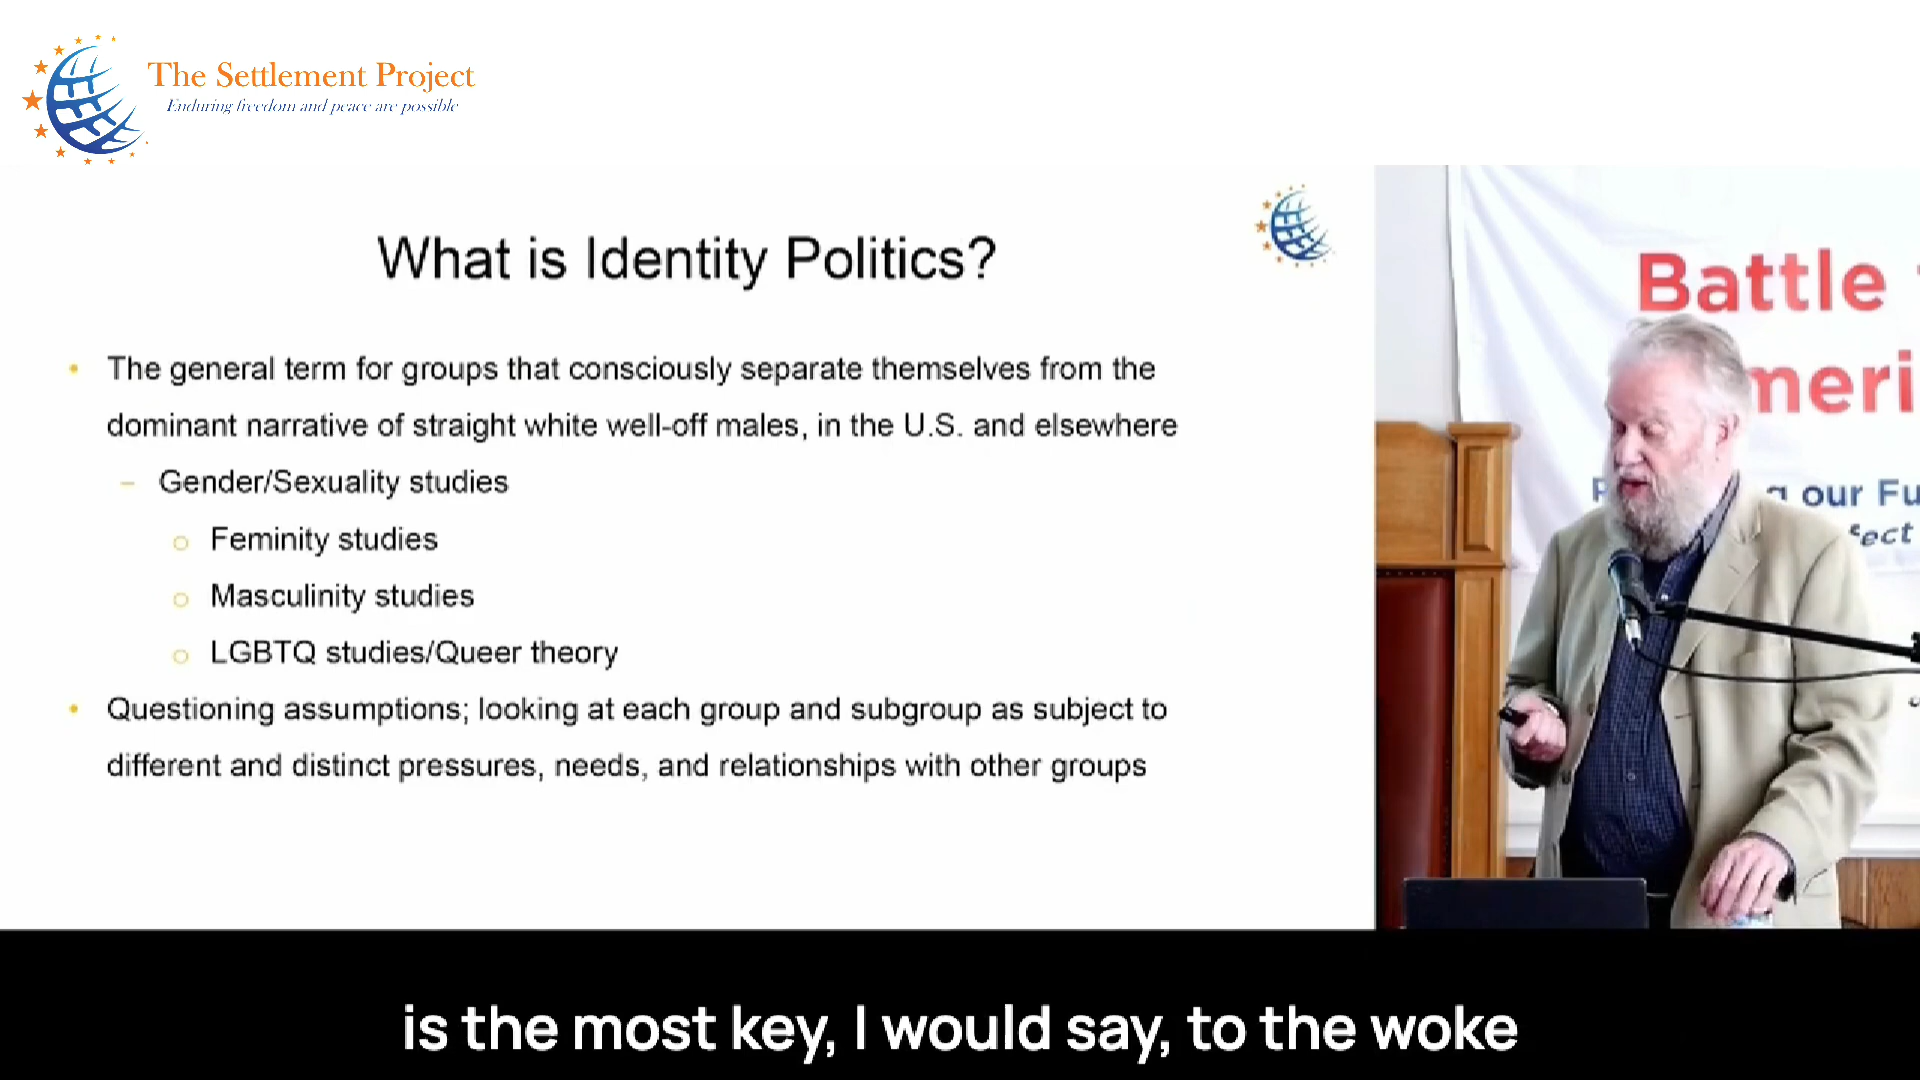 The Settlement Project
Enduring freedom and peace are possible
What is Identity Politics?
• The general term for groups that consciously separate themselves from the
dominant narrative of straight white well-off males, in the U.S. and elsewhere
– Gender/Sexuality studies
○ Feminity studies
○ Masculinity studies
○ LGBTQ studies/Queer theory
• Questioning assumptions; looking at each group and subgroup as subject to
different and distinct pressures, needs, and relationships with other groups
Battle
meri
our Fu
fect
is the most key, I would say, to the woke